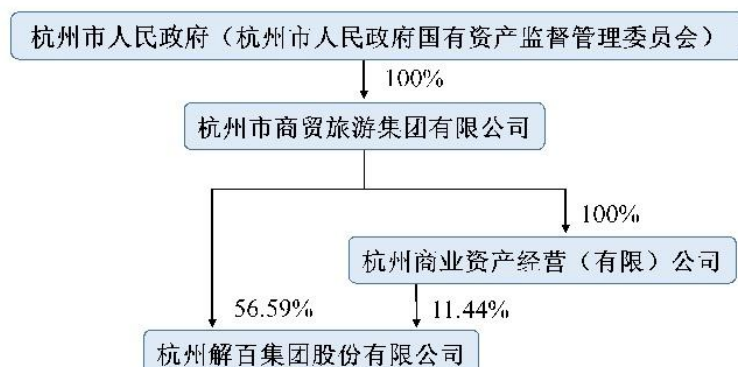 杭州市人民政府（杭州市人民政府国有资产监督管理委员会）
100%
杭州市商贸旅游集团有限公司
100%
杭州商业资产经营（有限）公司
56.59%
11.44%
杭州解百集团股份有限公司